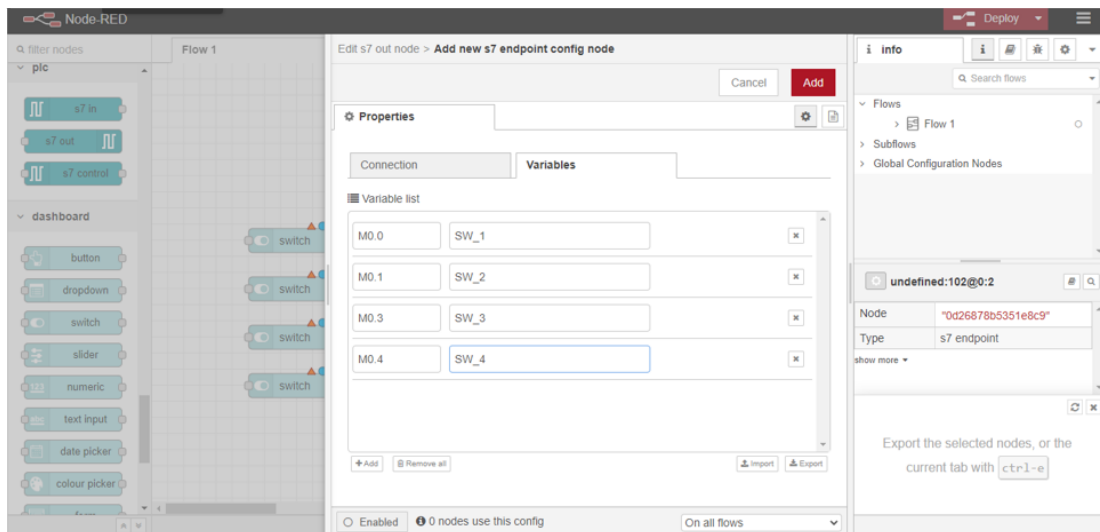 Node-RED
Deploy
filter nodes
Flow 1
Edit s7 out node > Add new s7 endpoint config node
info
i
Cancel
Add
Search flows
plc
s7 in
s7 out
s7 control
Properties
Flows
Flow 1
Subflows
Global Configuration Nodes
Connection
Variables
Variable list
dashboard
button
dropdown
switch
slider
numeric
abc
text input
date picker
colour picker
form
switch
switch
switch
switch
M0.0 SW_1
M0.1 SW_2
M0.3 SW_3
M0.4 SW_4
+Add
Remove all
Import
Export
undefined:102@0:2
Node "0d26878b5351e8c9"
Type s7 endpoint
show more
Export the selected nodes, or the
current tab with ctrl-e
Enabled
0 nodes use this config
On all flows